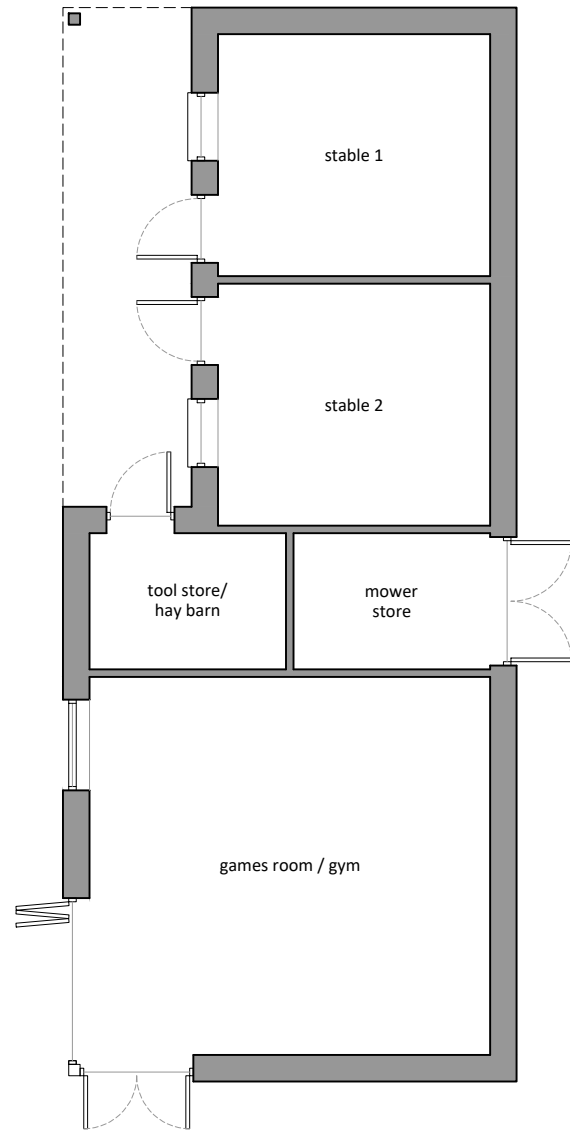 stable 1
stable 2
tool store/
hay barn
mower
store
games room / gym